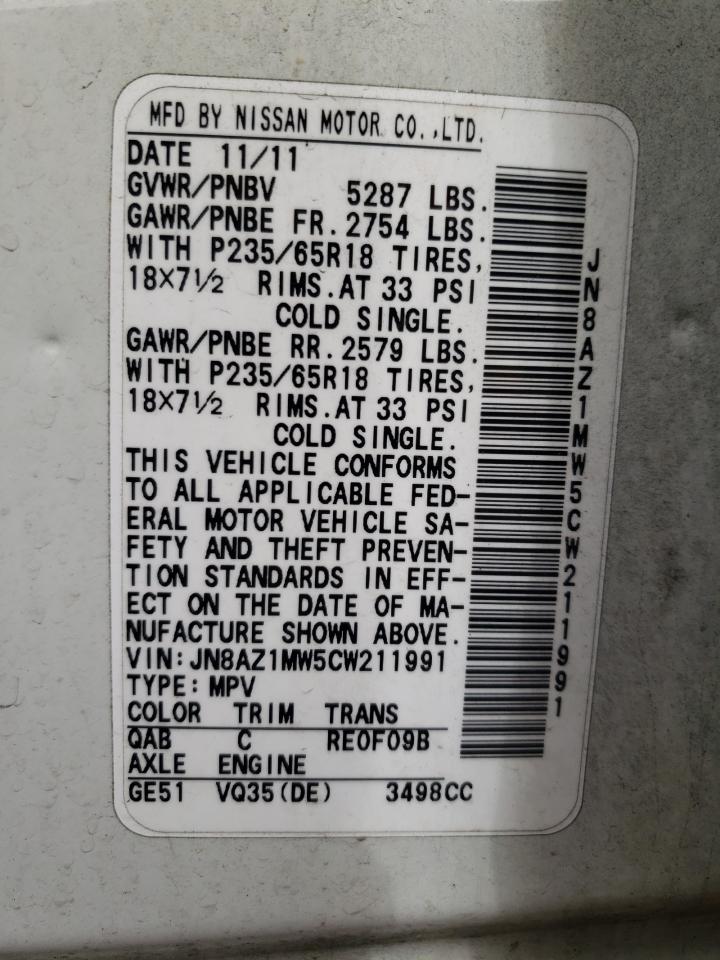 MFD BY NISSAN MOTOR CO.,LTD.
DATE 11/11
GVWR/PNBV 5287 LBS.
GAWR/PNBE FR.2754 LBS.
WITH P235/65R18 TIRES,
18X7½ RIMS.AT 33 PSI
COLD SINGLE.
GAWR/PNBE RR.2579 LBS.
WITH P235/65R18 TIRES,
18X7½ RIMS.AT 33 PSI
COLD SINGLE.
THIS VEHICLE CONFORMS
TO ALL APPLICABLE FED-
ERAL MOTOR VEHICLE SA-
FETY AND THEFT PREVEN-
TION STANDARDS IN EFF-
ECT ON THE DATE OF MA-
NUFACTURE SHOWN ABOVE.
VIN:JN8AZ1MW5CW211991
TYPE:MPV
COLOR TRIM TRANS
QAB C RE0F09B
AXLE ENGINE
GE51 VQ35(DE) 3498CC
JN8AZ1MW5CW211991